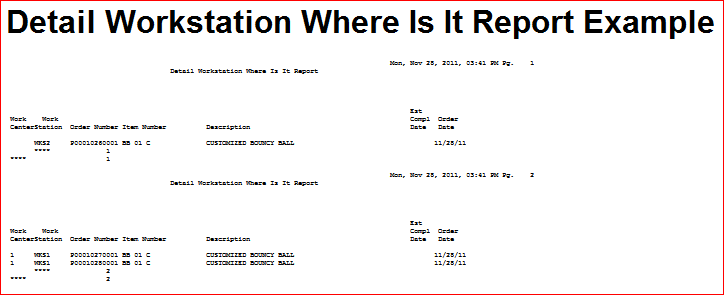 Detail Workstation Where Is It Report Example
Mon, Nov 28, 2011, 03:41 PM Pg. 1
Detail Workstation Where Is It Report
Est
Work Work Compl Order
CenterStation Order Number Item Number Description Date Date
WKS2 P00010260001 BB 01 C CUSTOMIZED BOUNCY BALL 11/28/11
**** 1
**** 1
Mon, Nov 28, 2011, 03:41 PM Pg. 2
Detail Workstation Where Is It Report
Est
Work Work Compl Order
CenterStation Order Number Item Number Description Date Date
1 WKS1 P00010270001 BB 01 C CUSTOMIZED BOUNCY BALL 11/28/11
1 WKS1 P00010280001 BB 01 C CUSTOMIZED BOUNCY BALL 11/28/11
**** 2
**** 2